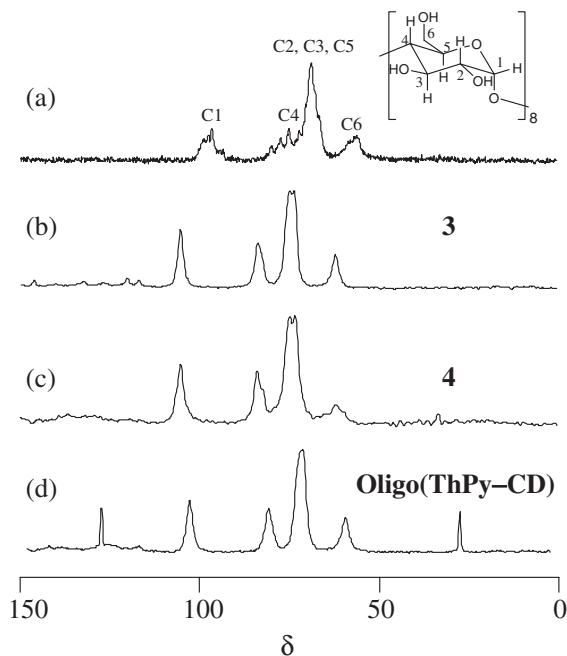 OH
H
6
4
5
H
O
1
H
HO
3
2
OH
H
H
O
8
C2, C3, C5
(a)
C1
C4
C6
(b)
3
(c)
4
(d)
Oligo(ThPy–CD)
150 100 50 0
δ